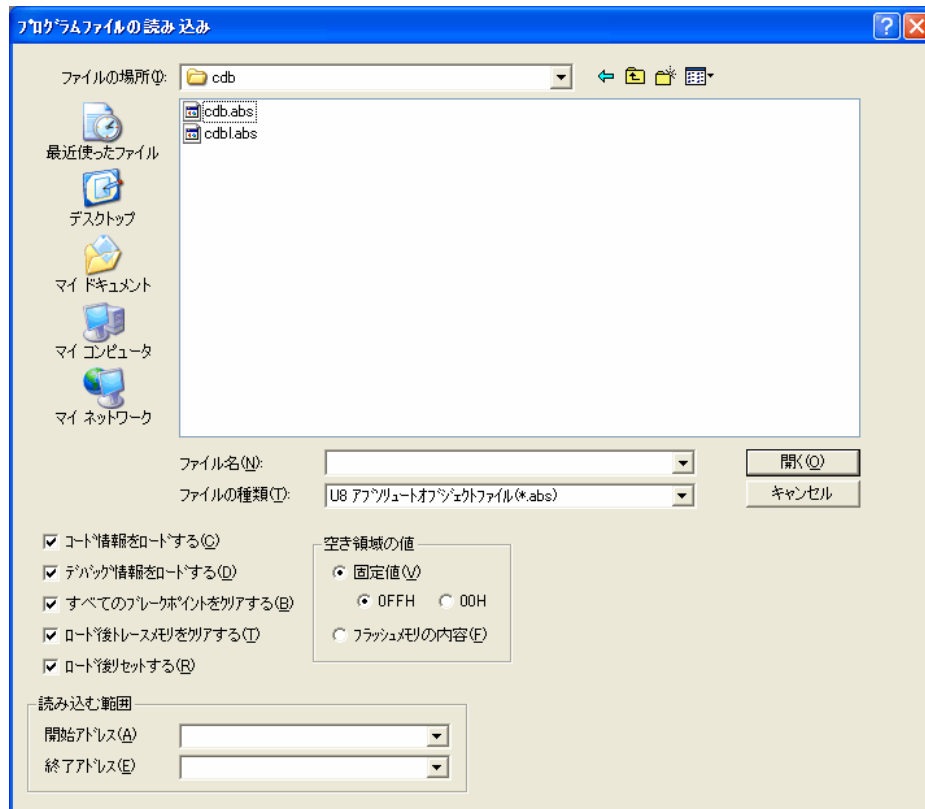 プログラムファイルの読み込み
ファイルの場所(I):
cdb
cdb.abs
cdbl.abs
最近使ったファイル
デスクトップ
マイ ドキュメント
マイ コンピュータ
マイ ネットワーク
ファイル名(N):
開く(O)
ファイルの種類(T):
U8 アブソリュートオブジェクトファイル(*.abs)
キャンセル
コード情報をロードする(C)
デバッグ情報をロードする(D)
すべてのブレークポイントをクリアする(B)
ロード後トレースメモリをクリアする(T)
ロード後リセットする(R)
空き領域の値
固定値(V)
0FFH
00H
フラッシュメモリの内容(F)
読み込む範囲
開始アドレス(A)
終了アドレス(E)